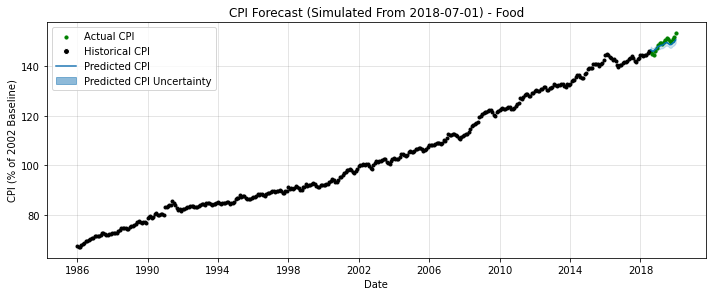 CPI Forecast (Simulated From 2018-07-01) - Food
Actual CPI
Historical CPI
Predicted CPI
Predicted CPI Uncertainty
CPI (% of 2002 Baseline)
140
120
100
80
1986
1990
1994
1998
2002
2006
2010
2014
2018
Date